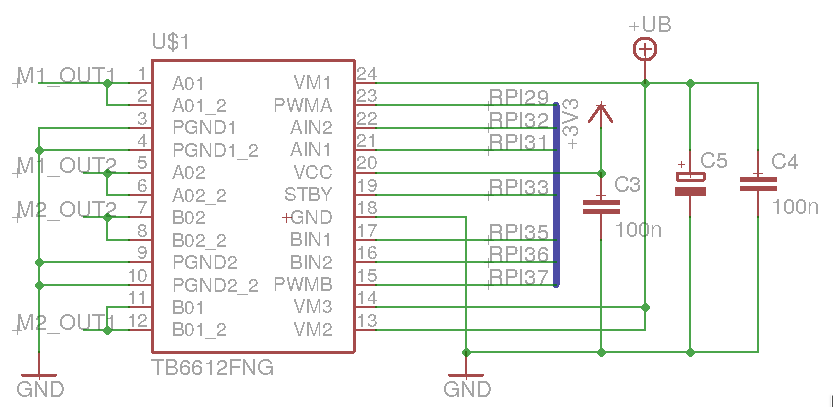 +UB
U$1
M1_OUT1 1 A01 VM1 24
2 A01_2 PWMA 23 RPI29
3 PGND1 AIN2 22 RPI32 +3V3
4 PGND1_2 AIN1 21 RPI31
M1_OUT2 5 A02 VCC 20 C5 C4
6 A02_2 STBY 19 RPI33 C3
M2_OUT2 7 B02 GND 18 100n
8 B02_2 BIN1 17 RPI35 100n
9 PGND2 BIN2 16 RPI36
10 PGND2_2 PWMB 15 RPI37
11 B01 VM3 14
M2_OUT1 12 B01_2 VM2 13
TB6612FNG
GND GND